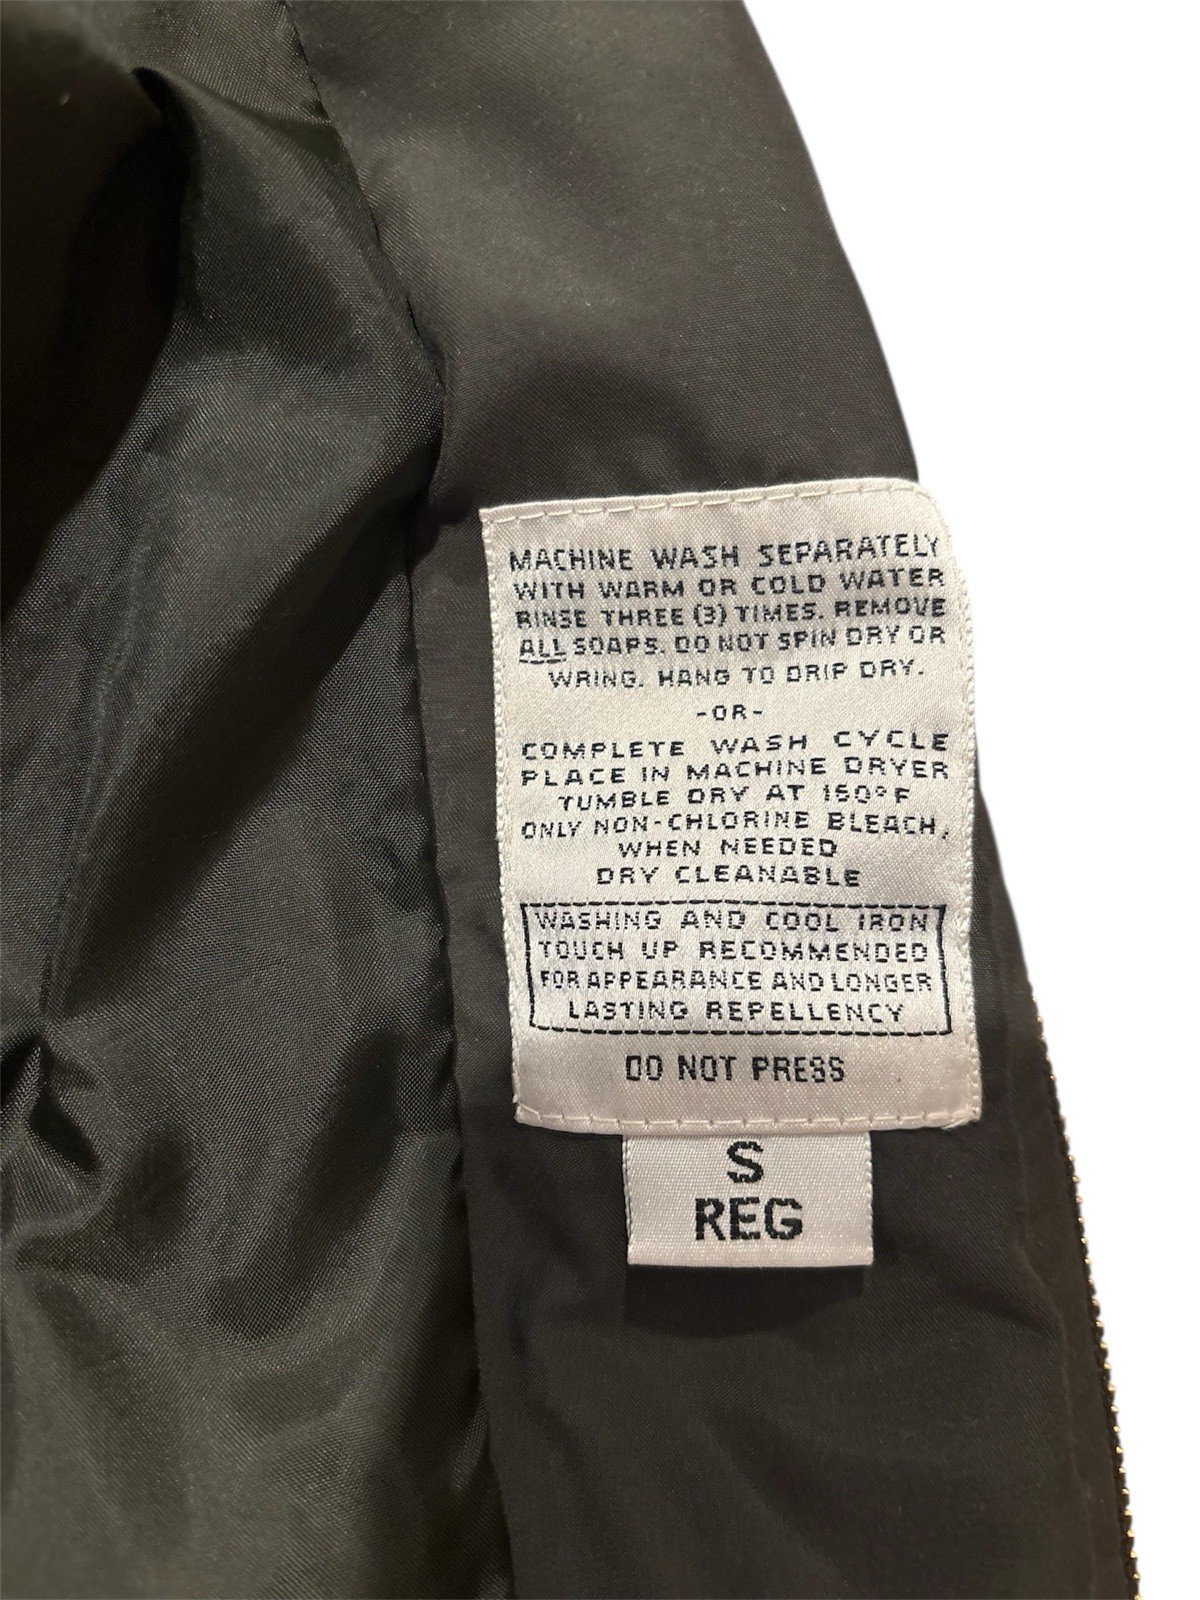 MACHINE WASH SEPARATELY
WITH WARM OR COLD WATER
RINSE THREE (3) TIMES. REMOVE
ALL SOAPS. DO NOT SPIN DRY OR
WRING. HANG TO DRIP DRY.
-OR-
COMPLETE WASH CYCLE
PLACE IN MACHINE DRYER
TUMBLE DRY AT 160°F
ONLY NON-CHLORINE BLEACH,
WHEN NEEDED
DRY CLEANABLE
WASHING AND COOL IRON
TOUCH UP RECOMMENDED
FOR APPEARANCE AND LONGER
LASTING REPELLENCY
DO NOT PRESS
S
REG